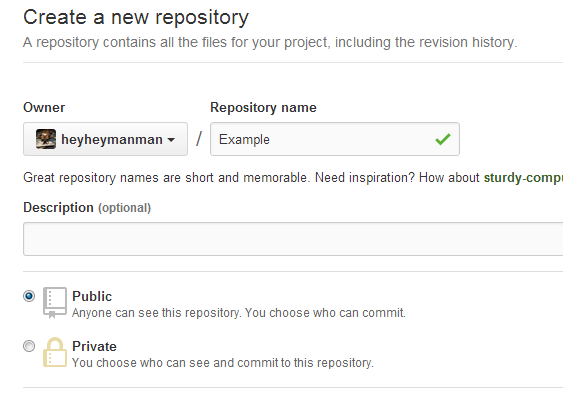 Create a new repository
A repository contains all the files for your project, including the revision history.
Owner
Repository name
heyheymanman
/
Example
Great repository names are short and memorable. Need inspiration? How about sturdy-compu
Description (optional)
Public
Anyone can see this repository. You choose who can commit.
Private
You choose who can see and commit to this repository.